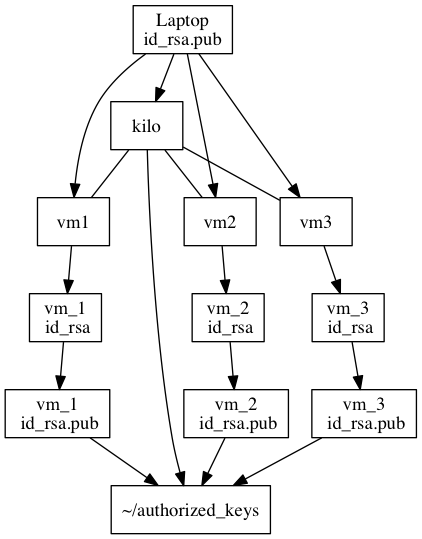 Laptop
id_rsa.pub
kilo
vm1
vm2
vm3
vm_1
id_rsa
vm_2
id_rsa
vm_3
id_rsa
vm_1
id_rsa.pub
vm_2
id_rsa.pub
vm_3
id_rsa.pub
~/authorized_keys